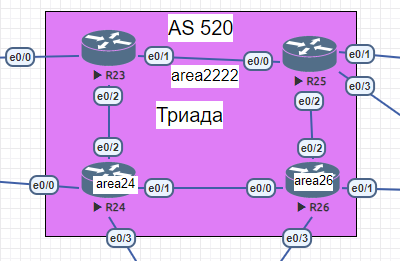 AS 520
e0/0
R23
e0/1
area2222
e0/0
R25
e0/1
e0/3
e0/2
e0/2
Триада
e0/2
e0/2
e0/0
area24
e0/1
e0/0
area26
e0/1
R24
R26
e0/3
e0/3